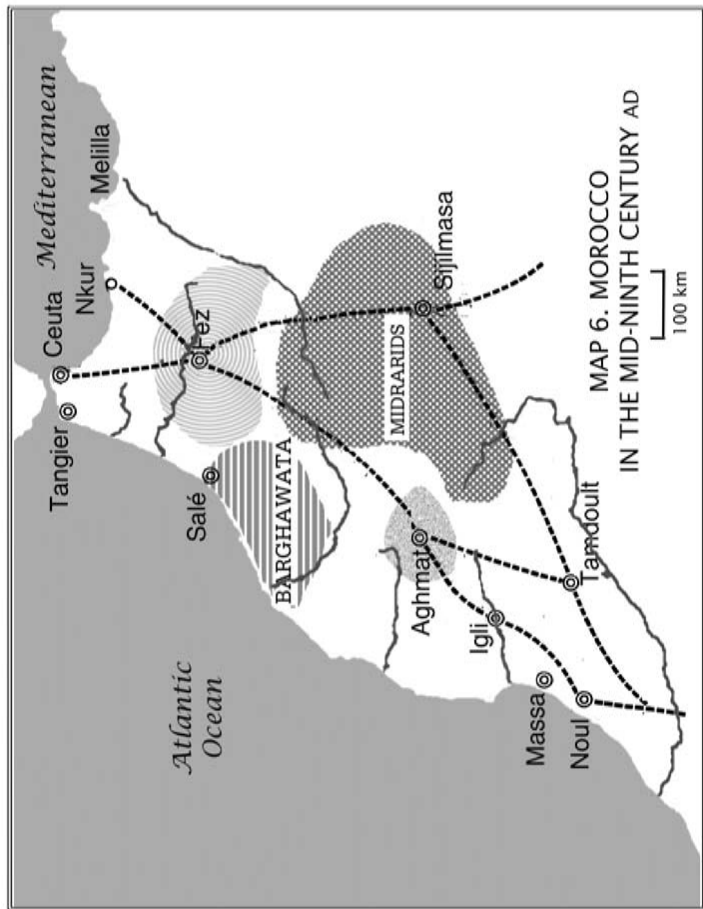 Mediterranean
Ceuta
Tangier
Nkur
Melilla
Fez
Salé
BARGHAWATA
MIDRARIDS
Sijilmasa
Atlantic
Ocean
Aghmat
Igli
Tamdoult
Massa
Noul
MAP 6. MOROCCO
IN THE MID-NINTH CENTURY AD
100 km